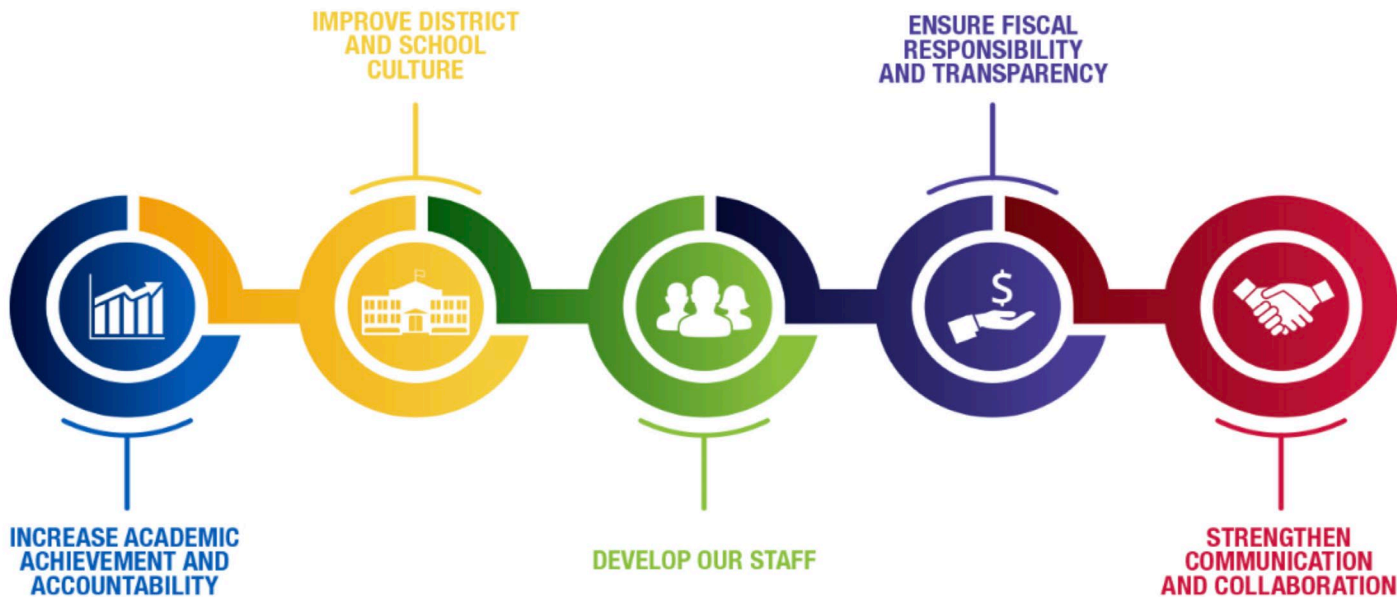 IMPROVE DISTRICT
AND SCHOOL
CULTURE
ENSURE FISCAL
RESPONSIBILITY
AND TRANSPARENCY
$
INCREASE ACADEMIC
ACHIEVEMENT AND
ACCOUNTABILITY
DEVELOP OUR STAFF
STRENGTHEN
COMMUNICATION
AND COLLABORATION